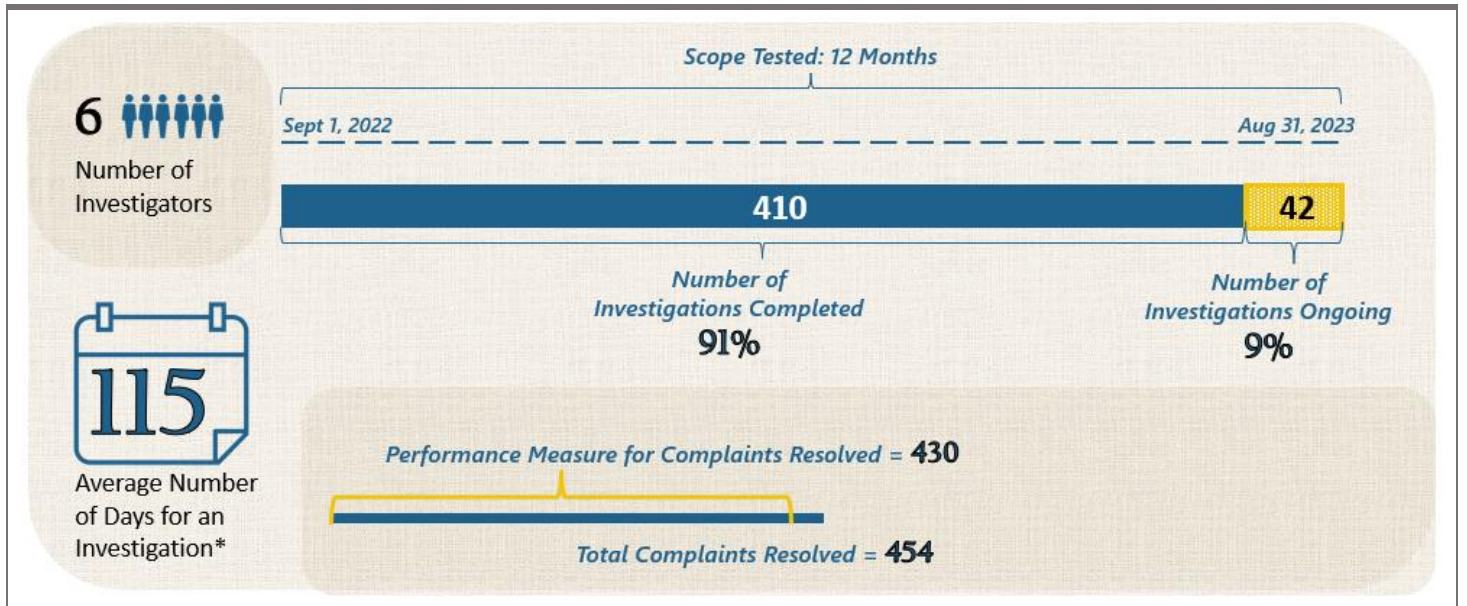 Scope Tested: 12 Months
6
Number of
Investigators
Sept 1, 2022
Aug 31, 2023
410
42
Number of
Investigations Completed
91%
Number of
Investigations Ongoing
9%
115
Average Number
of Days for an
Investigation*
Performance Measure for Complaints Resolved = 430
Total Complaints Resolved = 454